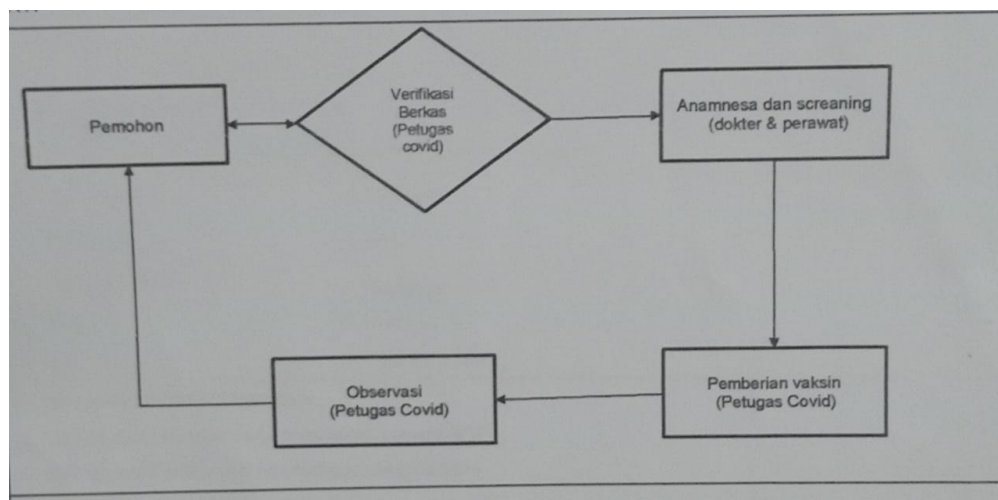 Pemohon
Verifikasi
Berkas
(Petugas
covid)
Anamnesa dan screaning
(dokter & perawat)
Pemberian vaksin
(Petugas Covid)
Observasi
(Petugas Covid)